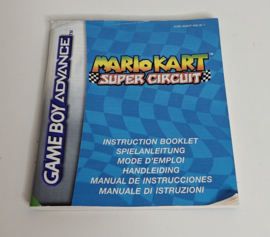 MARIO KART
SUPER CIRCUIT
GAME BOY ADVANCE
INSTRUCTION BOOKLET
SPIELANLEITUNG
MODE D'EMPLOI
HANDLEIDING
MANUAL DE INSTRUCCIONES
MANUALE DI ISTRUZIONI